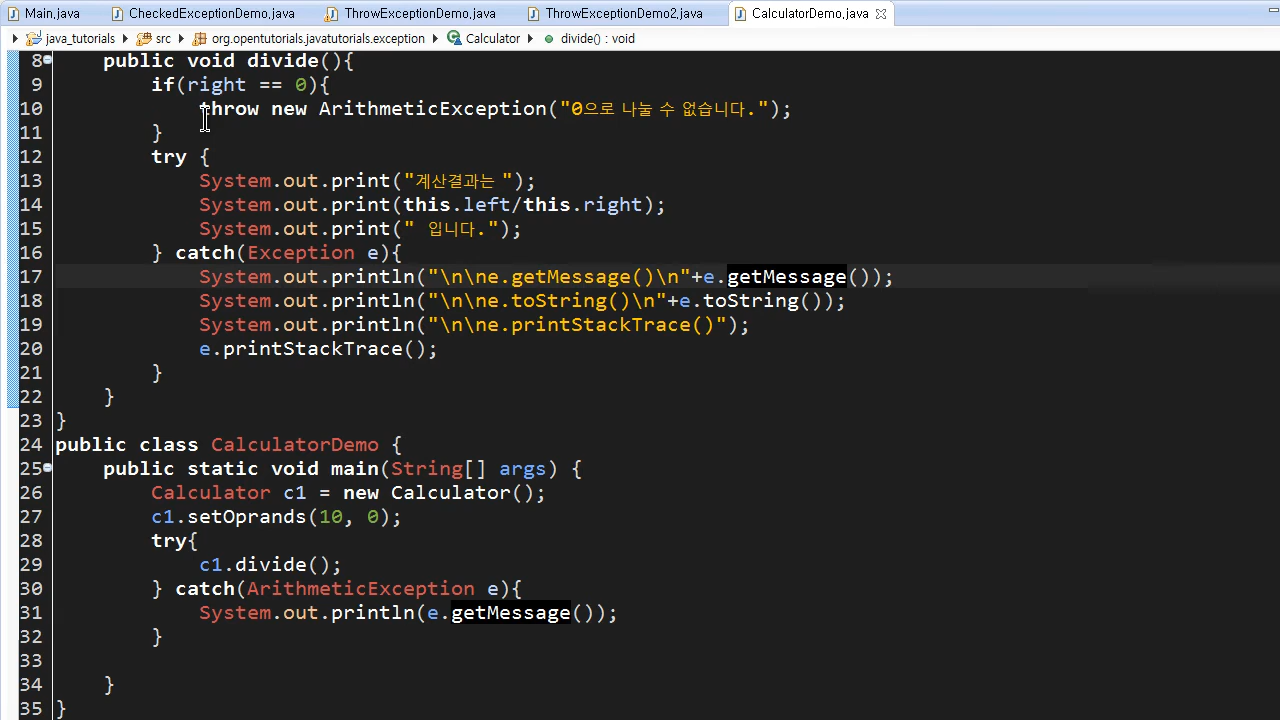 Main.java CheckedExceptionDemo.java ThrowExceptionDemo.java ThrowExceptionDemo2.java CalculatorDemo.java
java_tutorials src org.opentutorials.javatutorials.exception Calculator divide() : void
8 public void divide(){
9 if(right == 0){
10 throw new ArithmeticException("0으로 나눌 수 없습니다.");
11 }
12 try {
13 System.out.print("계산결과는 ");
14 System.out.print(this.left/this.right);
15 System.out.print(" 입니다.");
16 } catch(Exception e){
17 System.out.println("\n\ne.getMessage()\n"+e.getMessage());
18 System.out.println("\n\ne.toString()\n"+e.toString());
19 System.out.println("\n\ne.printStackTrace()");
20 e.printStackTrace();
21 }
22 }
23 }
24 public class CalculatorDemo {
25 public static void main(String[] args) {
26 Calculator c1 = new Calculator();
27 c1.setOprands(10, 0);
28 try{
29 c1.divide();
30 } catch(ArithmeticException e){
31 System.out.println(e.getMessage());
32 }
33
34 }
35 }